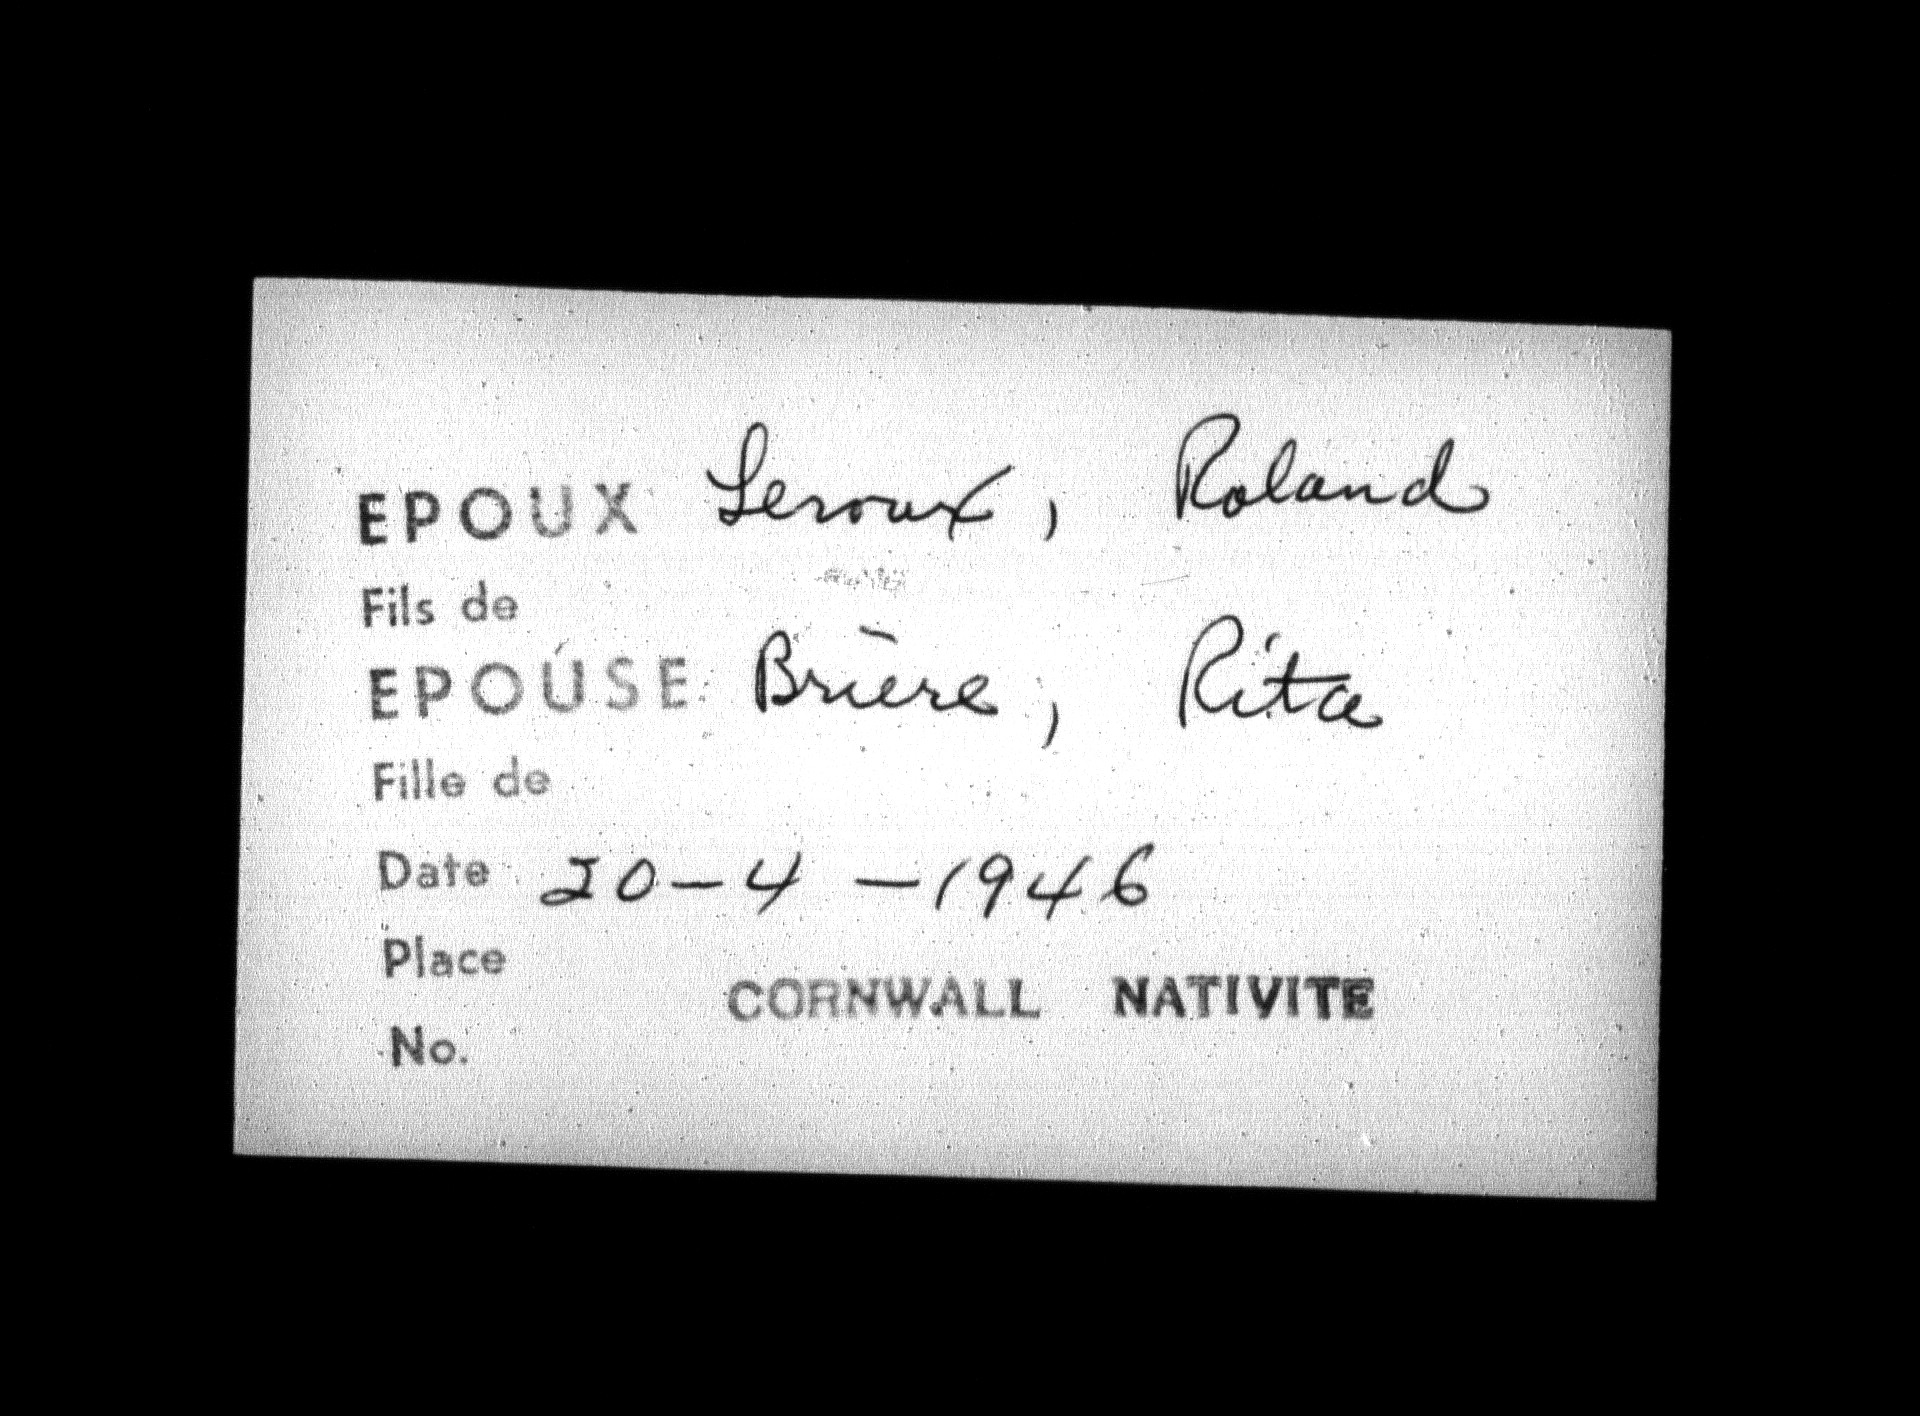 EPOUX Leroux, Roland
Fils de
EPOUSE Brière, Rita
Fille de
Date 20-4-1946
Place
CORNWALL NATIVITE
No.